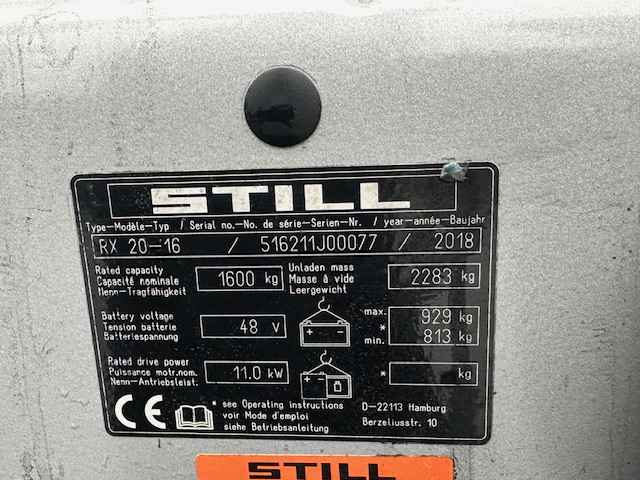 STILL
Type-Modèle-Typ / Serial no.-No. de série-Serien-Nr. / year-année-Baujahr
RX 20-16 / 516211J00077 / 2018
Rated capacity
Capacité nominale
Nenn-Tragfähigkeit
1600 kg
Unladen mass
Masse à vide
Leergewicht
2283 kg
Battery voltage
Tension batterie
Batteriespannung
48 V
max. 929 kg
*
min. 813 kg
Rated drive power
Puissance motr.nom.
Nenn-Antriebsleist.
11.0 kW
* kg
CE
* see Operating instructions
voir Mode d'emploi
siehe Betriebsanleitung
D-22113 Hamburg
Berzeliusstr. 10
STILL